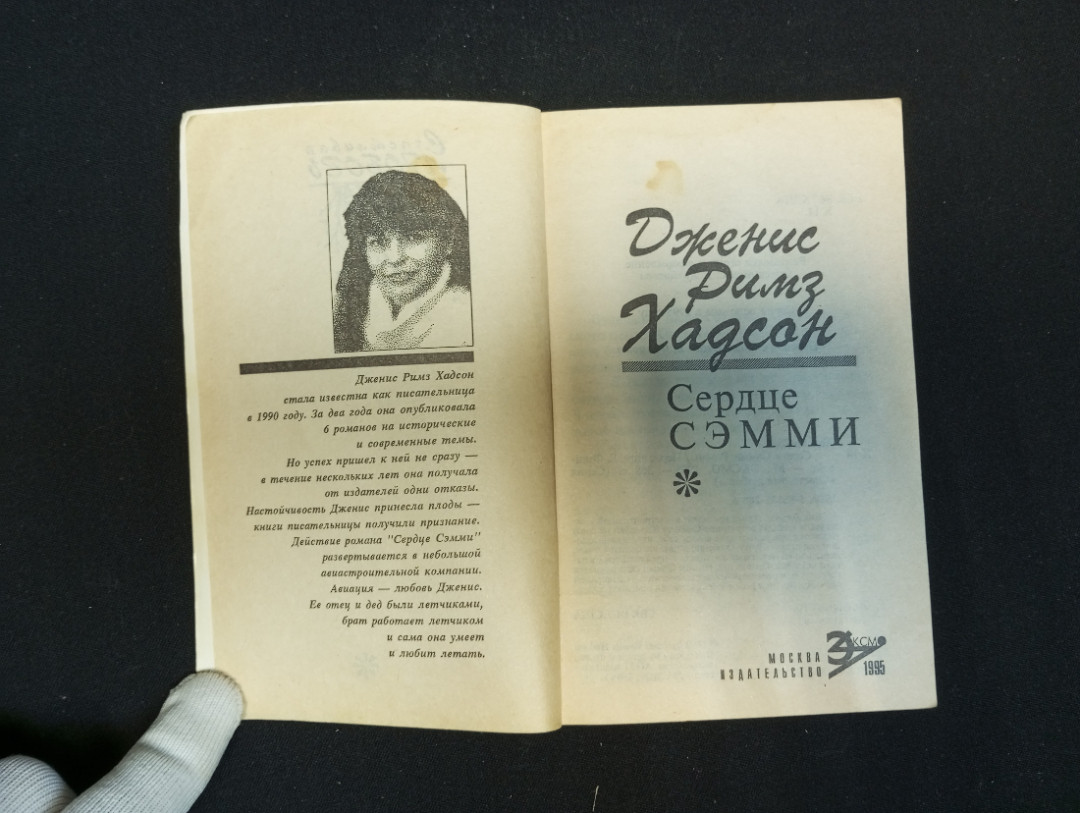 Дженис Римз Хадсон
стала известна как писательница
в 1990 году. За два года она опубликовала
6 романов на исторические
и современные темы.
Но успех пришел к ней не сразу —
в течение нескольких лет она получала
от издателей одни отказы.
Настойчивость Дженис принесла плоды —
книги писательницы получили признание.
Действие романа "Сердце Сэмми"
развертывается в небольшой
авиастроительной компании.
Авиация — любовь Дженис.
Ее отец и дед были летчиками,
брат работает летчиком
и сама она умеет
и любит летать.
Дженис
Римз
Хадсон
Сердце
СЭММИ
МОСКВА
ИЗДАТЕЛЬСТВО
ЭКСМО
1995